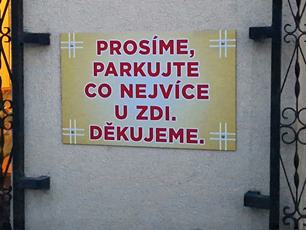 PROSÍME,
PARKUJTE
CO NEJVÍCE
U ZDI.
DĚKUJEME.